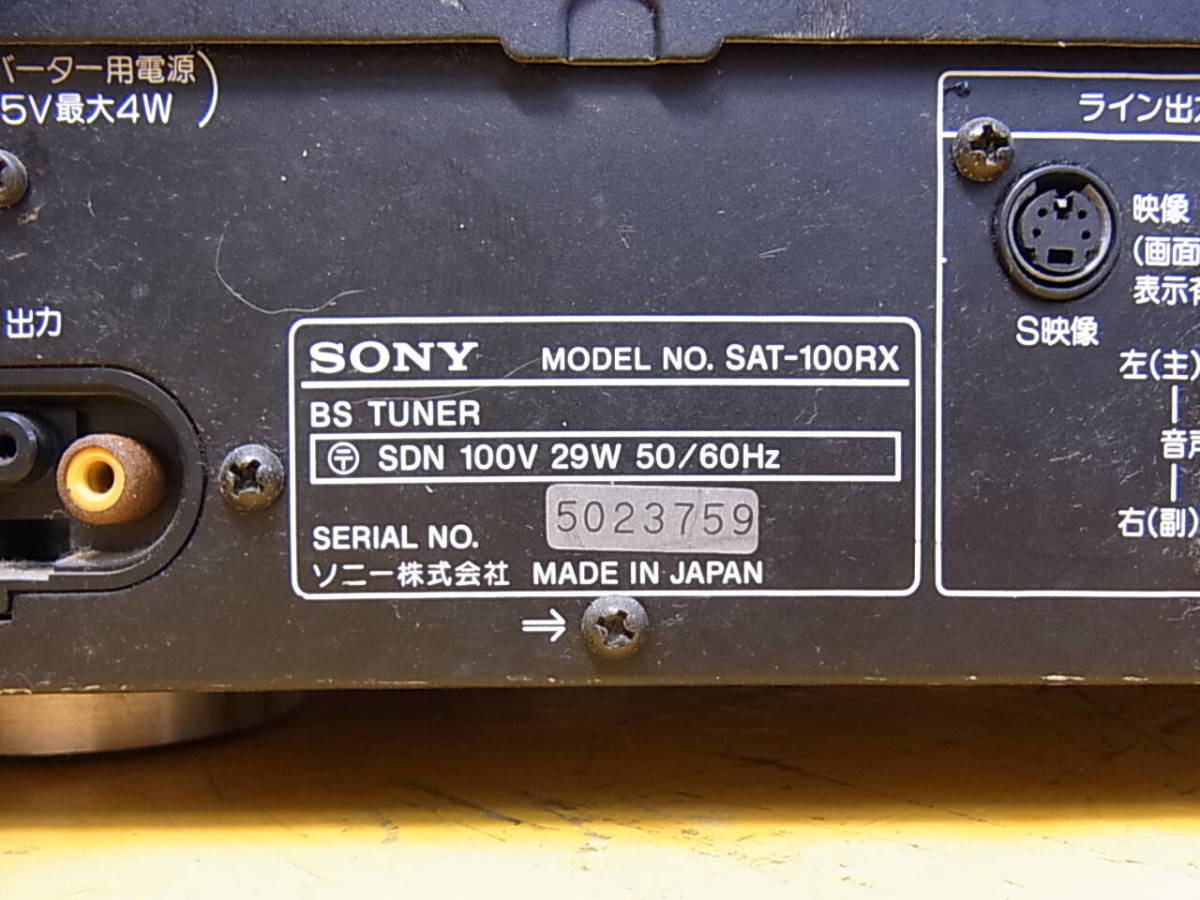 バーター用電源
5V最大4W
出力
SONY MODEL NO. SAT-100RX
BS TUNER
〒 SDN 100V 29W 50/60Hz
SERIAL NO. 5023759
ソニー株式会社 MADE IN JAPAN
⇒
ライン出力
映像
(画面
表示有
S映像
左(主)
音声
右(副)